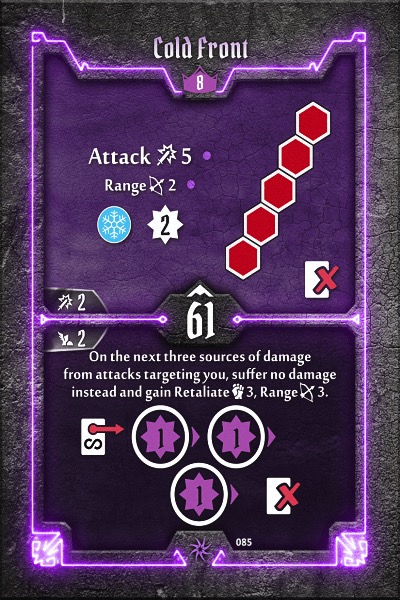 Cold Front
8
Attack 5
Range 2
2
2
61
2
On the next three sources of damage
from attacks targeting you, suffer no damage
instead and gain Retaliate 3, Range 3.
1 1
1
085